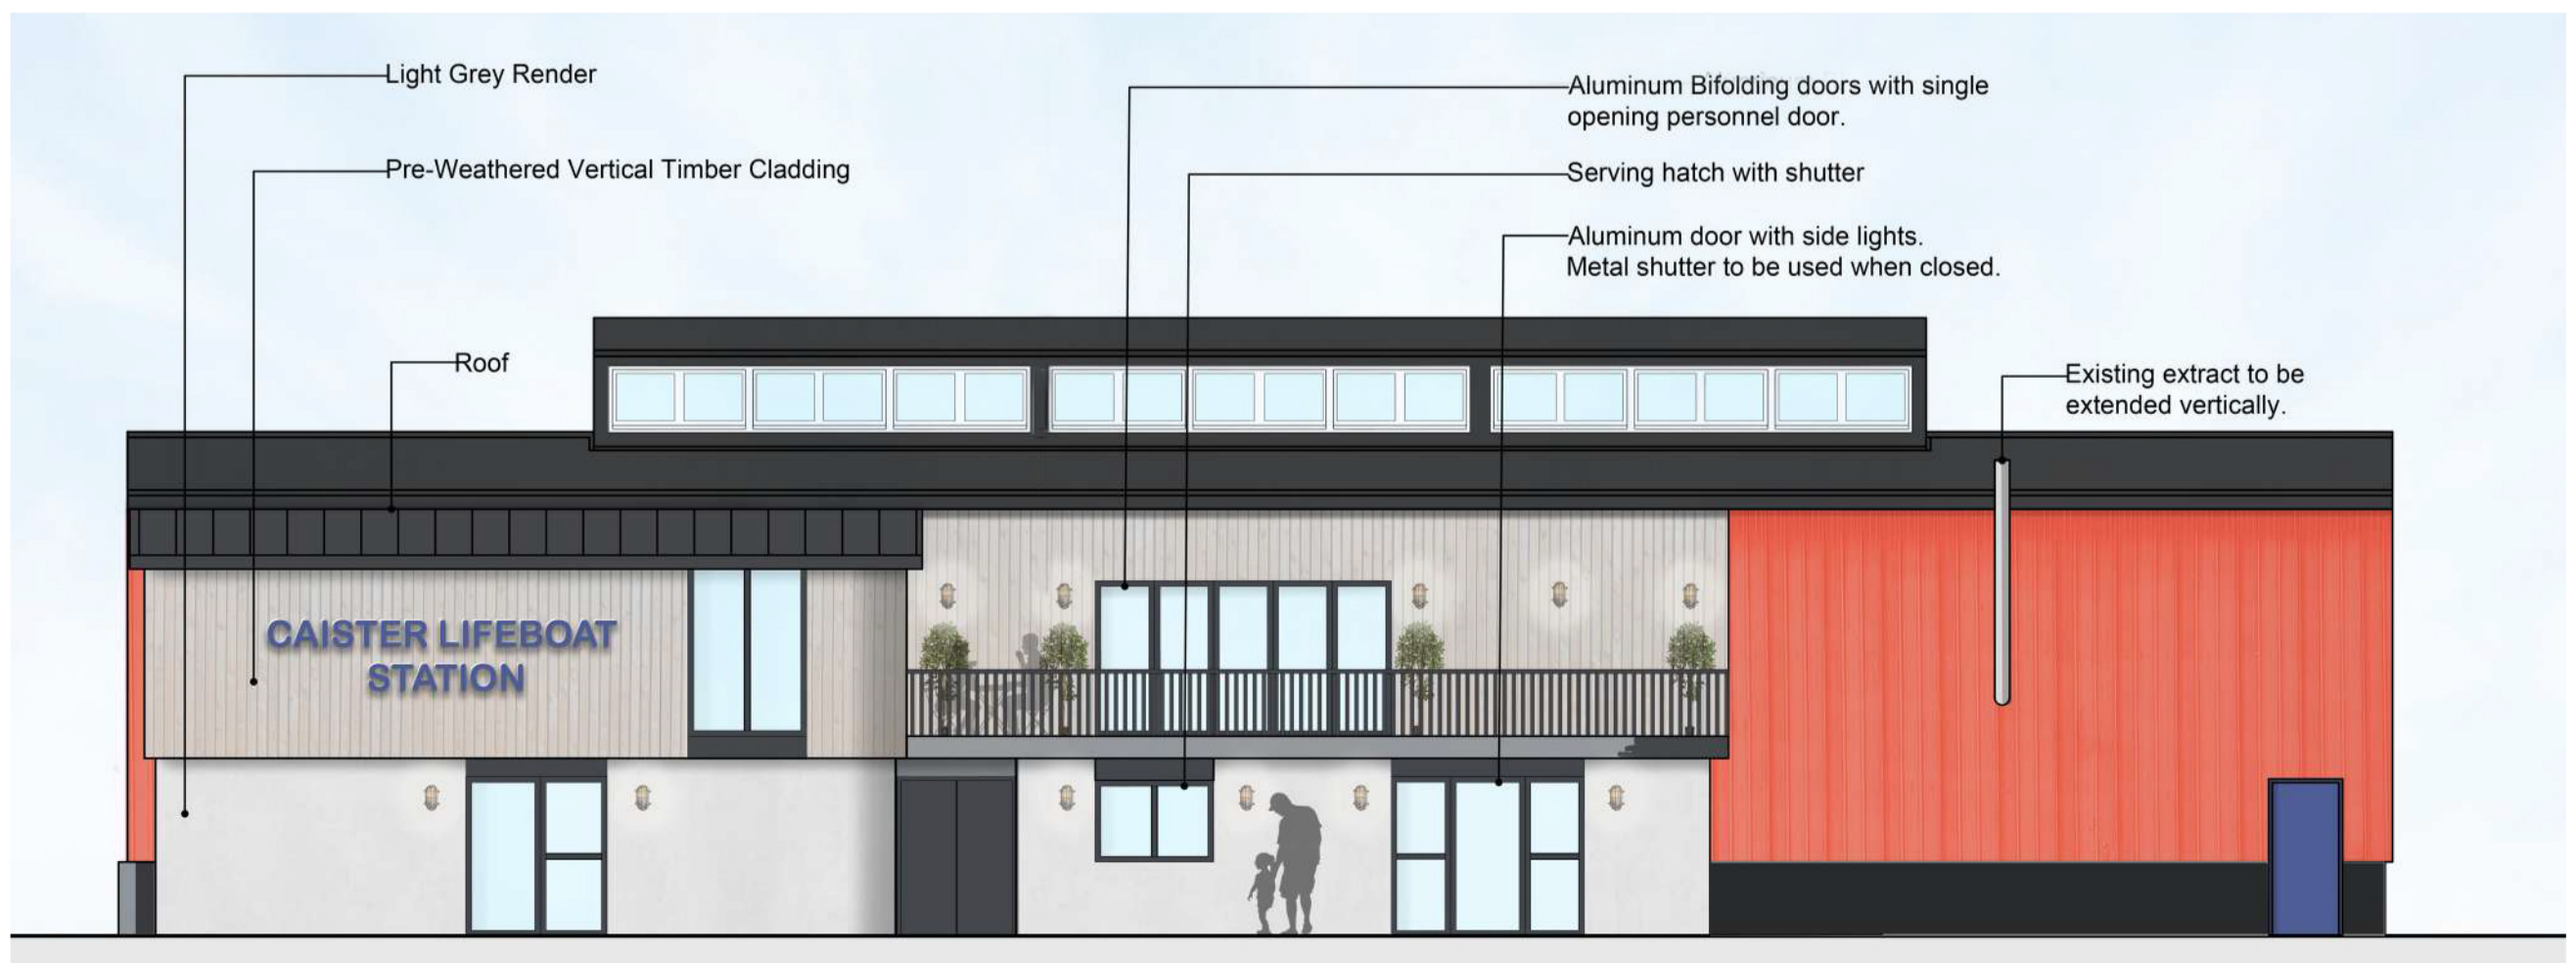 Light Grey Render
Pre-Weathered Vertical Timber Cladding
Roof
Aluminum Bifolding doors with single
opening personnel door.
Serving hatch with shutter
Aluminum door with side lights.
Metal shutter to be used when closed.
Existing extract to be
extended vertically.
CAISTER LIFEBOAT
STATION